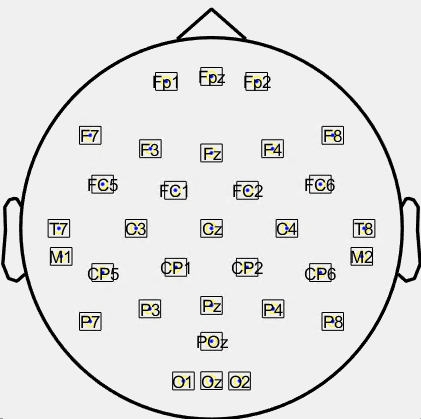 Fp1 Fpz Fp2
F7 F3 Fz F4 F8
FC5 FC1 FC2 FC6
T7 C3 Cz C4 T8
M1 M2
CP5 CP1 CP2 CP6
P7 P3 Pz P4 P8
POz
O1 Oz O2